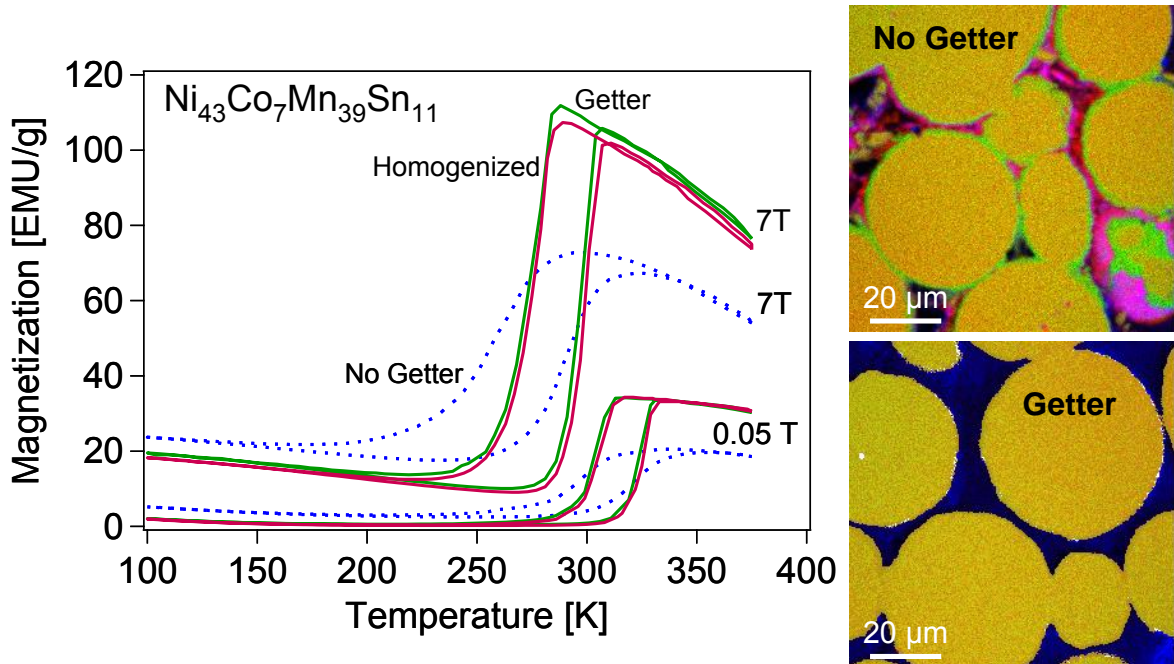 Ni43Co7Mn39Sn11
Getter
Homogenized
7T
7T
No Getter
0.05 T
Magnetization [EMU/g]
120
100
80
60
40
20
0
100
150
200
250
300
350
400
Temperature [K]
No Getter
20 µm
Getter
20 µm